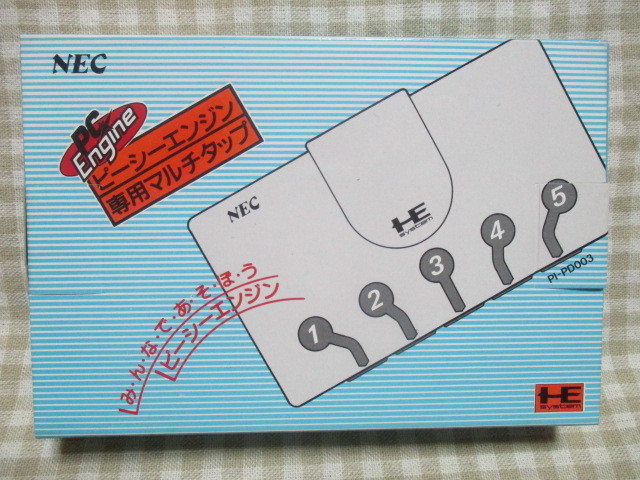 NEC
PC
Engine
ピーシーエンジン
専用マルチタップ
NEC
HE
system
1 2 3 4 5
PI-PD003
み・ん・な・で・あ・そ・ぼ・う
ピーシーエンジン
HE
system